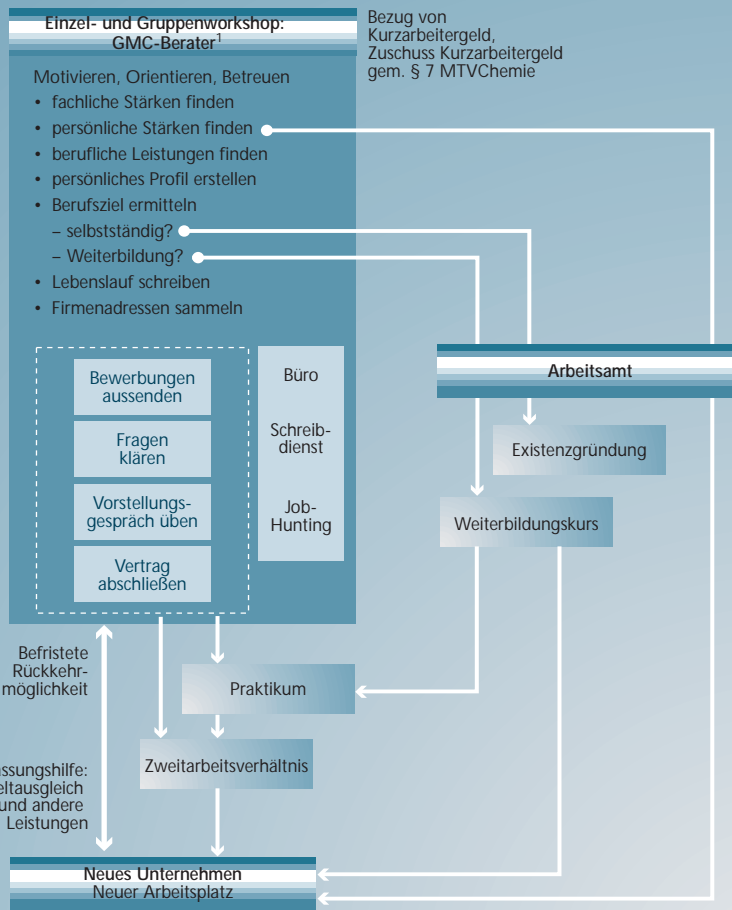 Einzel- und Gruppenworkshop:
GMC-Berater¹
Bezug von
Kurzarbeitergeld,
Zuschuss Kurzarbeitergeld
gem. § 7 MTVChemie
Motivieren, Orientieren, Betreuen
• fachliche Stärken finden
• persönliche Stärken finden
• berufliche Leistungen finden
• persönliches Profil erstellen
• Berufsziel ermitteln
– selbstständig?
– Weiterbildung?
• Lebenslauf schreiben
• Firmenadressen sammeln
Bewerbungen
aussenden
Fragen
klären
Vorstellungs-
gespräch üben
Vertrag
abschließen
Büro
Schreib-
dienst
Job-
Hunting
Arbeitsamt
Existenzgründung
Weiterbildungskurs
Befristete
Rückkehr-
möglichkeit
Praktikum
Zweitarbeitsverhältnis
ssungshilfe:
eltausgleich
und andere
Leistungen
Neues Unternehmen
Neuer Arbeitsplatz